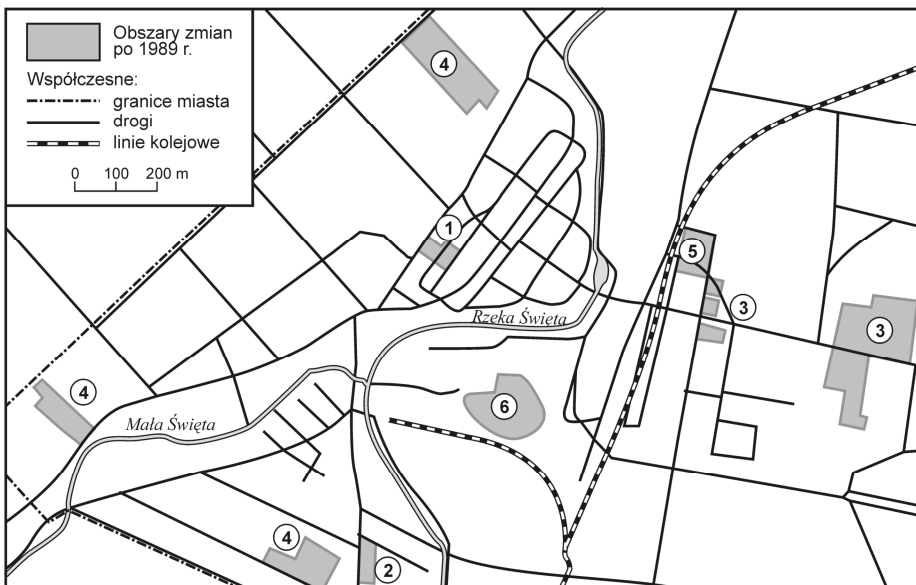 Obszary zmian
po 1989 r.
Współczesne:
granice miasta
drogi
linie kolejowe
0 100 200 m
4
1
5
3
3
Rzeka Święta
4
6
Mała Święta
4
2